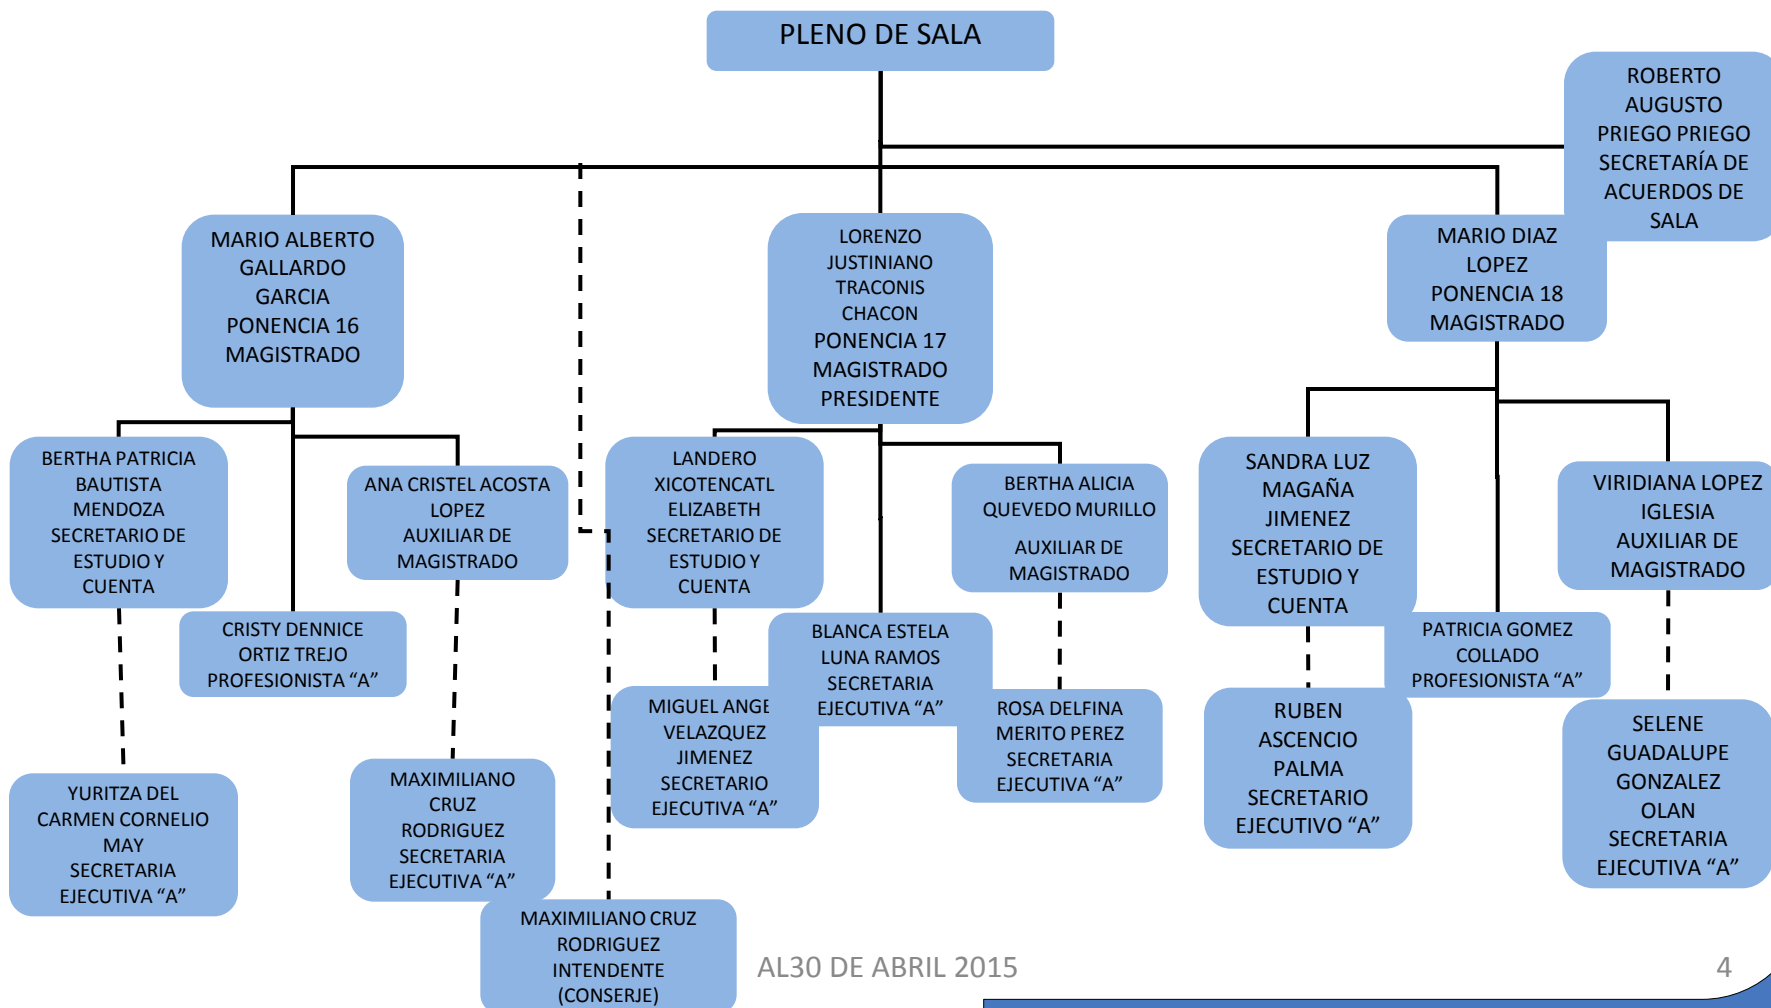 PLENO DE SALA
ROBERTO
AUGUSTO
PRIEGO PRIEGO
SECRETARÍA DE
ACUERDOS DE
SALA
MARIO ALBERTO
GALLARDO
GARCIA
PONENCIA 16
MAGISTRADO
LORENZO
JUSTINIANO
TRACONIS
CHACON
PONENCIA 17
MAGISTRADO
PRESIDENTE
MARIO DIAZ
LOPEZ
PONENCIA 18
MAGISTRADO
BERTHA PATRICIA
BAUTISTA
MENDOZA
SECRETARIO DE
ESTUDIO Y
CUENTA
ANA CRISTEL ACOSTA
LOPEZ
AUXILIAR DE
MAGISTRADO
CRISTY DENNICE
ORTIZ TREJO
PROFESIONISTA “A”
YURITZA DEL
CARMEN CORNELIO
MAY
SECRETARIA
EJECUTIVA “A”
MAXIMILIANO
CRUZ
RODRIGUEZ
SECRETARIA
EJECUTIVA “A”
MAXIMILIANO CRUZ
RODRIGUEZ
INTENDENTE
(CONSERJE)
LANDERO
XICOTENCATL
ELIZABETH
SECRETARIO DE
ESTUDIO Y
CUENTA
BERTHA ALICIA
QUEVEDO MURILLO
AUXILIAR DE
MAGISTRADO
BLANCA ESTELA
LUNA RAMOS
SECRETARIA
EJECUTIVA “A”
MIGUEL ANGE
VELAZQUEZ
JIMENEZ
SECRETARIO
EJECUTIVA “A”
ROSA DELFINA
MERITO PEREZ
SECRETARIA
EJECUTIVA “A”
SANDRA LUZ
MAGAÑA
JIMENEZ
SECRETARIO DE
ESTUDIO Y
CUENTA
VIRIDIANA LOPEZ
IGLESIA
AUXILIAR DE
MAGISTRADO
PATRICIA GOMEZ
COLLADO
PROFESIONISTA “A”
RUBEN
ASCENCIO
PALMA
SECRETARIO
EJECUTIVO “A”
SELENE
GUADALUPE
GONZALEZ
OLAN
SECRETARIA
EJECUTIVA “A”
AL30 DE ABRIL 2015
4